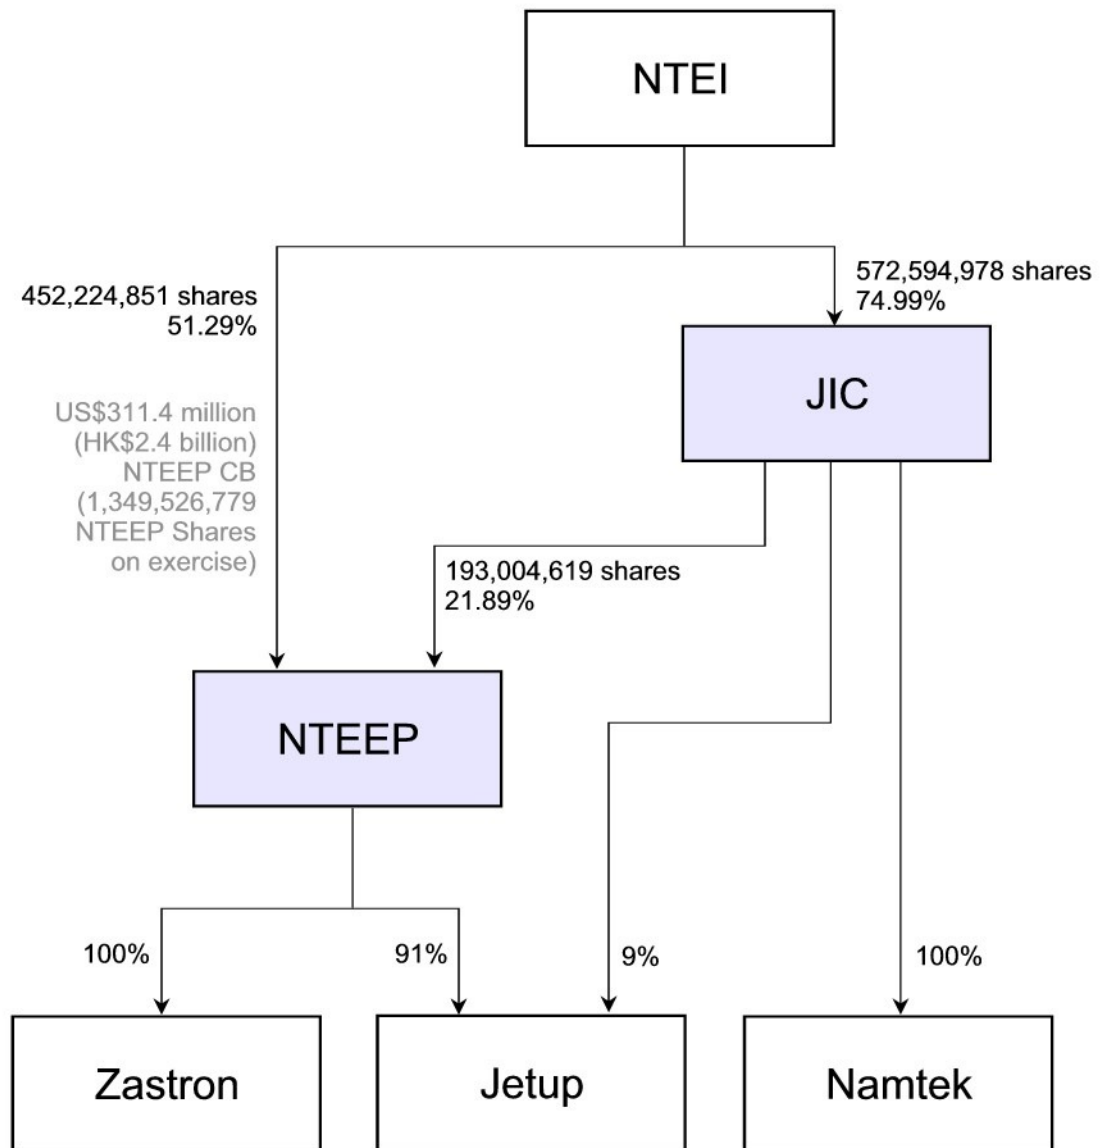 NTEI
452,224,851 shares
51.29%
572,594,978 shares
74.99%
JIC
US$311.4 million
(HK$2.4 billion)
NTEEP CB
(1,349,526,779
NTEEP Shares
on exercise)
193,004,619 shares
21.89%
NTEEP
100%
91%
9%
100%
Zastron
Jetup
Namtek